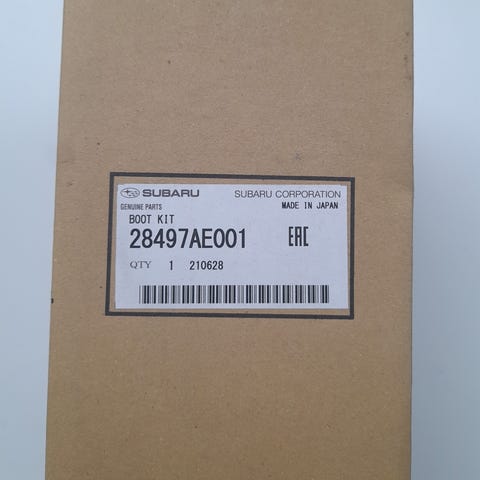 SUBARU SUBARU CORPORATION
GENUINE PARTS MADE IN JAPAN
BOOT KIT
28497AE001 EAC
QTY 1 210628